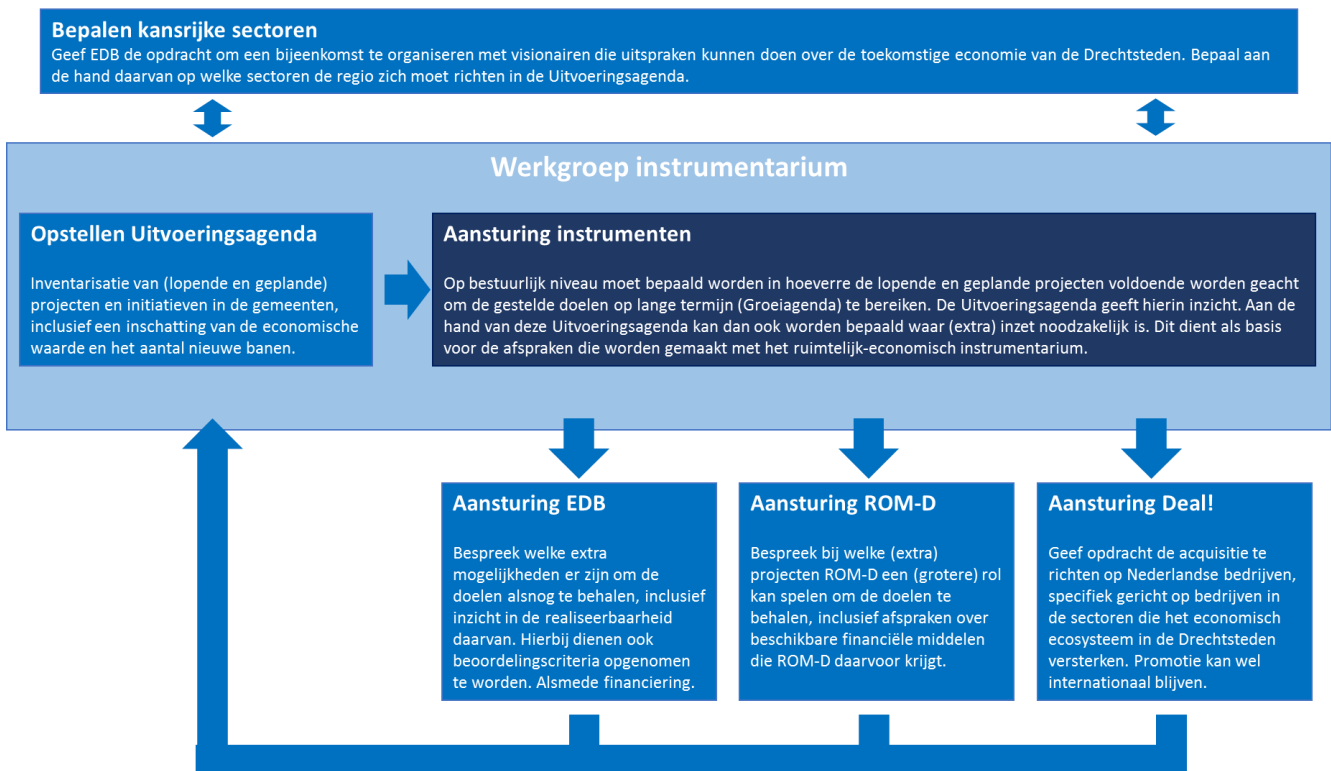 Bepalen kansrijke sectoren
Geef EDB de opdracht om een bijeenkomst te organiseren met visionairen die uitspraken kunnen doen over de toekomstige economie van de Drechtsteden. Bepaal aan
de hand daarvan op welke sectoren de regio zich moet richten in de Uitvoeringsagenda.
Werkgroep instrumentarium
Opstellen Uitvoeringsagenda
Inventarisatie van (lopende en geplande)
projecten en initiatieven in de gemeenten,
inclusief een inschatting van de economische
waarde en het aantal nieuwe banen.
Aansturing instrumenten
Op bestuurlijk niveau moet bepaald worden in hoeverre de lopende en geplande projecten voldoende worden geacht
om de gestelde doelen op lange termijn (Groeiagenda) te bereiken. De Uitvoeringsagenda geeft hierin inzicht. Aan de
hand van deze Uitvoeringsagenda kan dan ook worden bepaald waar (extra) inzet noodzakelijk is. Dit dient als basis
voor de afspraken die worden gemaakt met het ruimtelijk-economisch instrumentarium.
Aansturing EDB
Bespreek welke extra
mogelijkheden er zijn om de
doelen alsnog te behalen, inclusief
inzicht in de realiseerbaarheid
daarvan. Hierbij dienen ook
beoordelingscriteria opgenomen
te worden. Alsmede financiering.
Aansturing ROM-D
Bespreek bij welke (extra)
projecten ROM-D een (grotere) rol
kan spelen om de doelen te
behalen, inclusief afspraken over
beschikbare financiële middelen
die ROM-D daarvoor krijgt.
Aansturing Deal!
Geef opdracht de acquisitie te
richten op Nederlandse bedrijven,
specifiek gericht op bedrijven in
de sectoren die het economisch
ecosysteem in de Drechtsteden
versterken. Promotie kan wel
internationaal blijven.